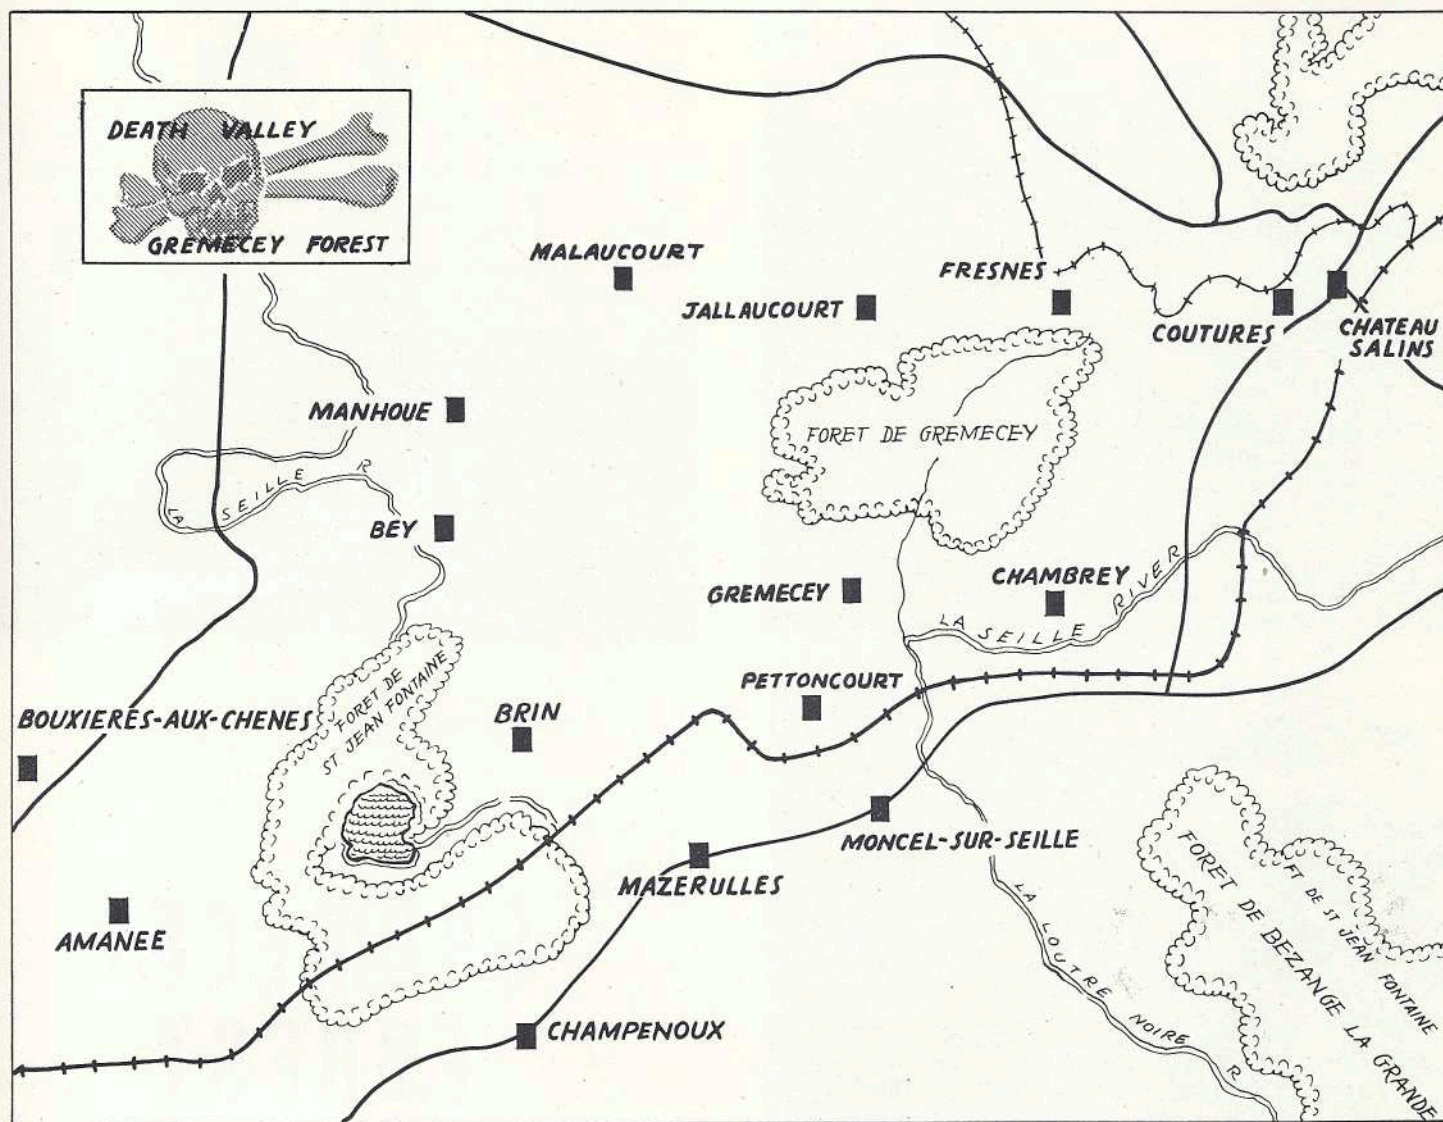 DEATH VALLEY
GREMECEY FOREST
MALAUCOURT
FRESNES
JALLAUCOURT
COUTURES
CHATEAU
SALINS
MANHOUE
FORET DE GREMECEY
LA SEILLE R
BEY
CHAMBREY
GREMECEY
LA SEILLE RIVER
FORET DE
ST JEAN FONTAINE
PETTONCOURT
BOUXIERES-AUX-CHENES
BRIN
MONCEL-SUR-SEILLE
MAZERULLES
AMANEE
CHAMPENOUX
LA LOUTRE NOIRE R
FORET DE BEZANGE LA GRANDE
FT DE ST JEAN FONTAINE